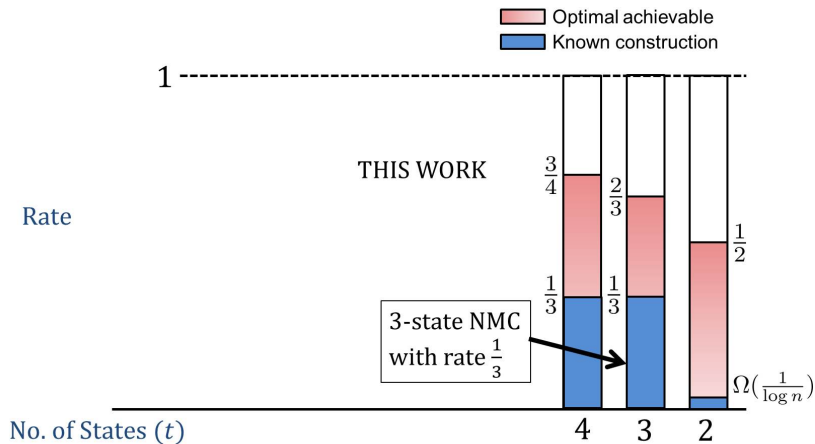 Optimal achievable
Known construction
1
THIS WORK
3/4
2/3
Rate
1/2
1/3
1/3
3-state NMC
with rate 1/3
Ω(1/log n)
No. of States (t)
4
3
2